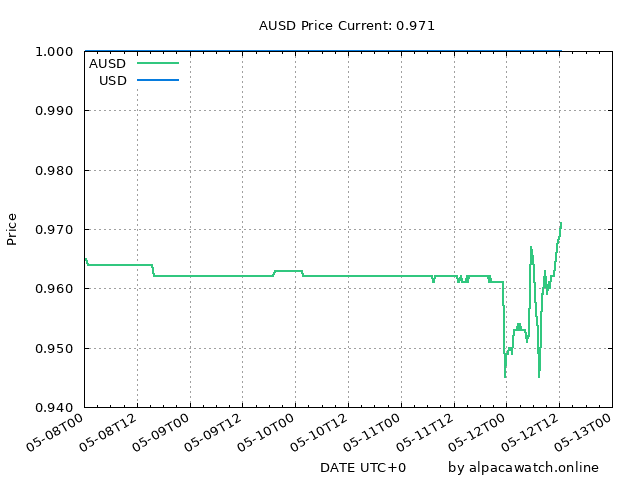 AUSD Price Current: 0.971
1.000
AUSD
USD
0.990
0.980
0.970
Price
0.960
0.950
0.940
05-08T00 05-08T12 05-09T00 05-09T12 05-10T00 05-10T12 05-11T00 05-11T12 05-12T00 05-12T12 05-13T00
DATE UTC+0 by alpacawatch.online